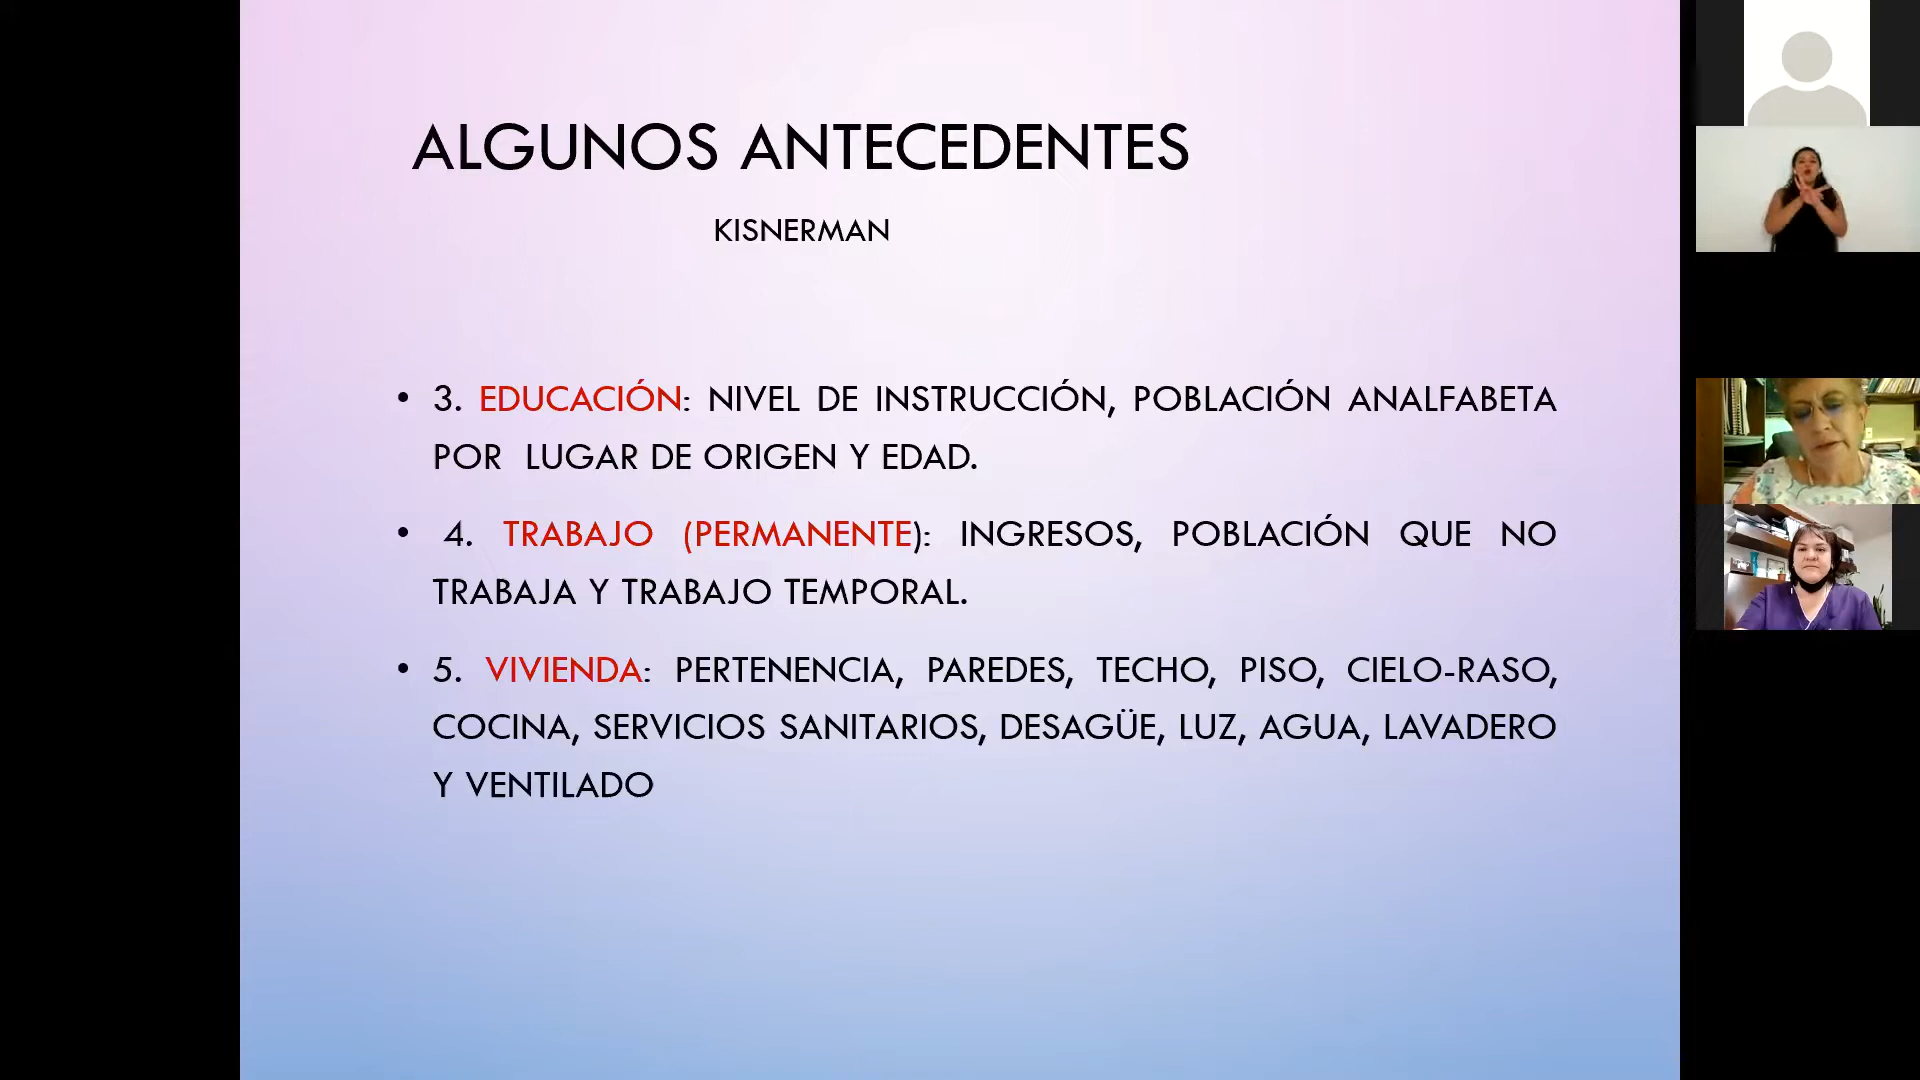 ALGUNOS ANTECEDENTES
KISNERMAN
• 3. EDUCACIÓN: NIVEL DE INSTRUCCIÓN, POBLACIÓN ANALFABETA
POR LUGAR DE ORIGEN Y EDAD.
• 4. TRABAJO (PERMANENTE): INGRESOS, POBLACIÓN QUE NO
TRABAJA Y TRABAJO TEMPORAL.
• 5. VIVIENDA: PERTENENCIA, PAREDES, TECHO, PISO, CIELO-RASO,
COCINA, SERVICIOS SANITARIOS, DESAGÜE, LUZ, AGUA, LAVADERO
Y VENTILADO